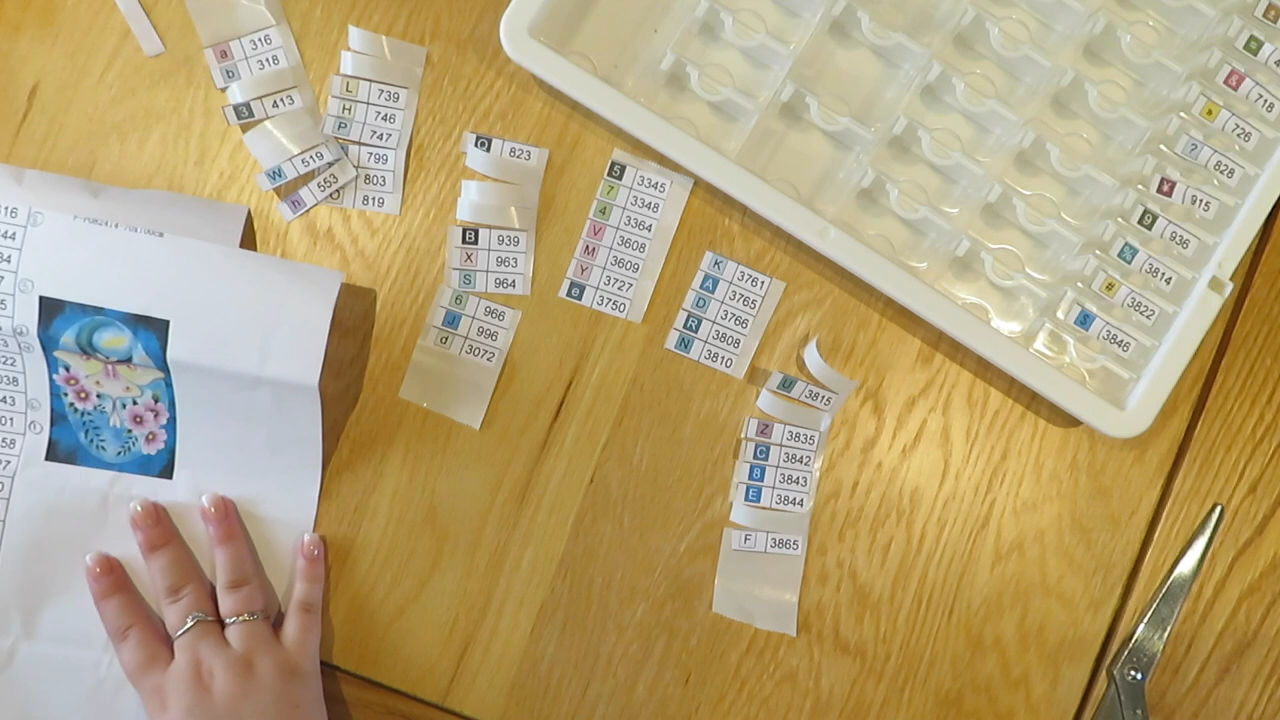 a 316
b 318
3 413
W 519
h 553
L 739
H 746
P 747
799
803
819
Q 823
B 939
X 963
S 964
6 966
J 996
d 3072
5 3345
7 3348
4 3364
V 3608
M 3609
Y 3727
e 3750
K 3761
A 3765
D 3766
R 3808
N 3810
U 3815
Z 3835
C 3842
8 3843
E 3844
F 3865
& 718
a 726
? 828
¥ 915
9 936
% 3814
# 3822
$ 3846